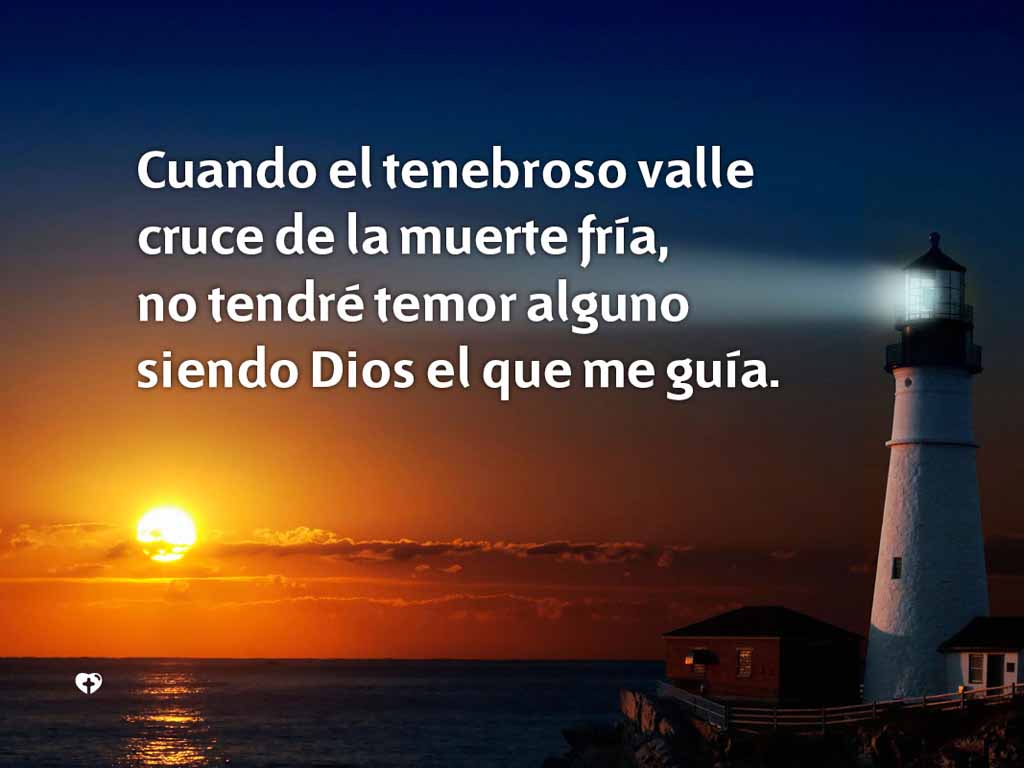 Cuando el tenebroso valle
cruce de la muerte fría,
no tendré temor alguno
siendo Dios el que me guía.